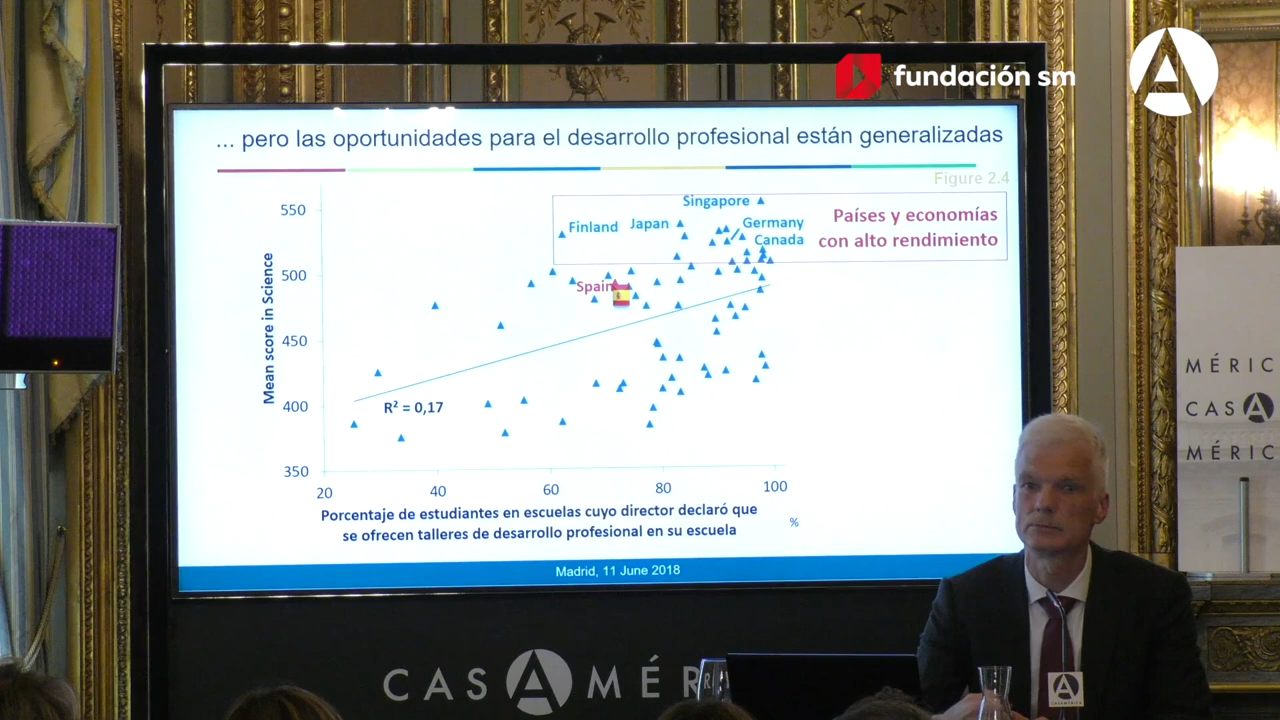 fundación sm
... pero las oportunidades para el desarrollo profesional están generalizadas
Figure 2.4
Mean score in Science
550
500
450
400
350
Singapore
Finland
Japan
Germany
Canada
Países y economías
con alto rendimiento
Spain
R² = 0,17
20
40
60
80
100
%
Porcentaje de estudiantes en escuelas cuyo director declaró que
se ofrecen talleres de desarrollo profesional en su escuela
Madrid, 11 June 2018
MÉRIC
CASA
MÉRIC
CASAMÉR
CASAMÉRICA